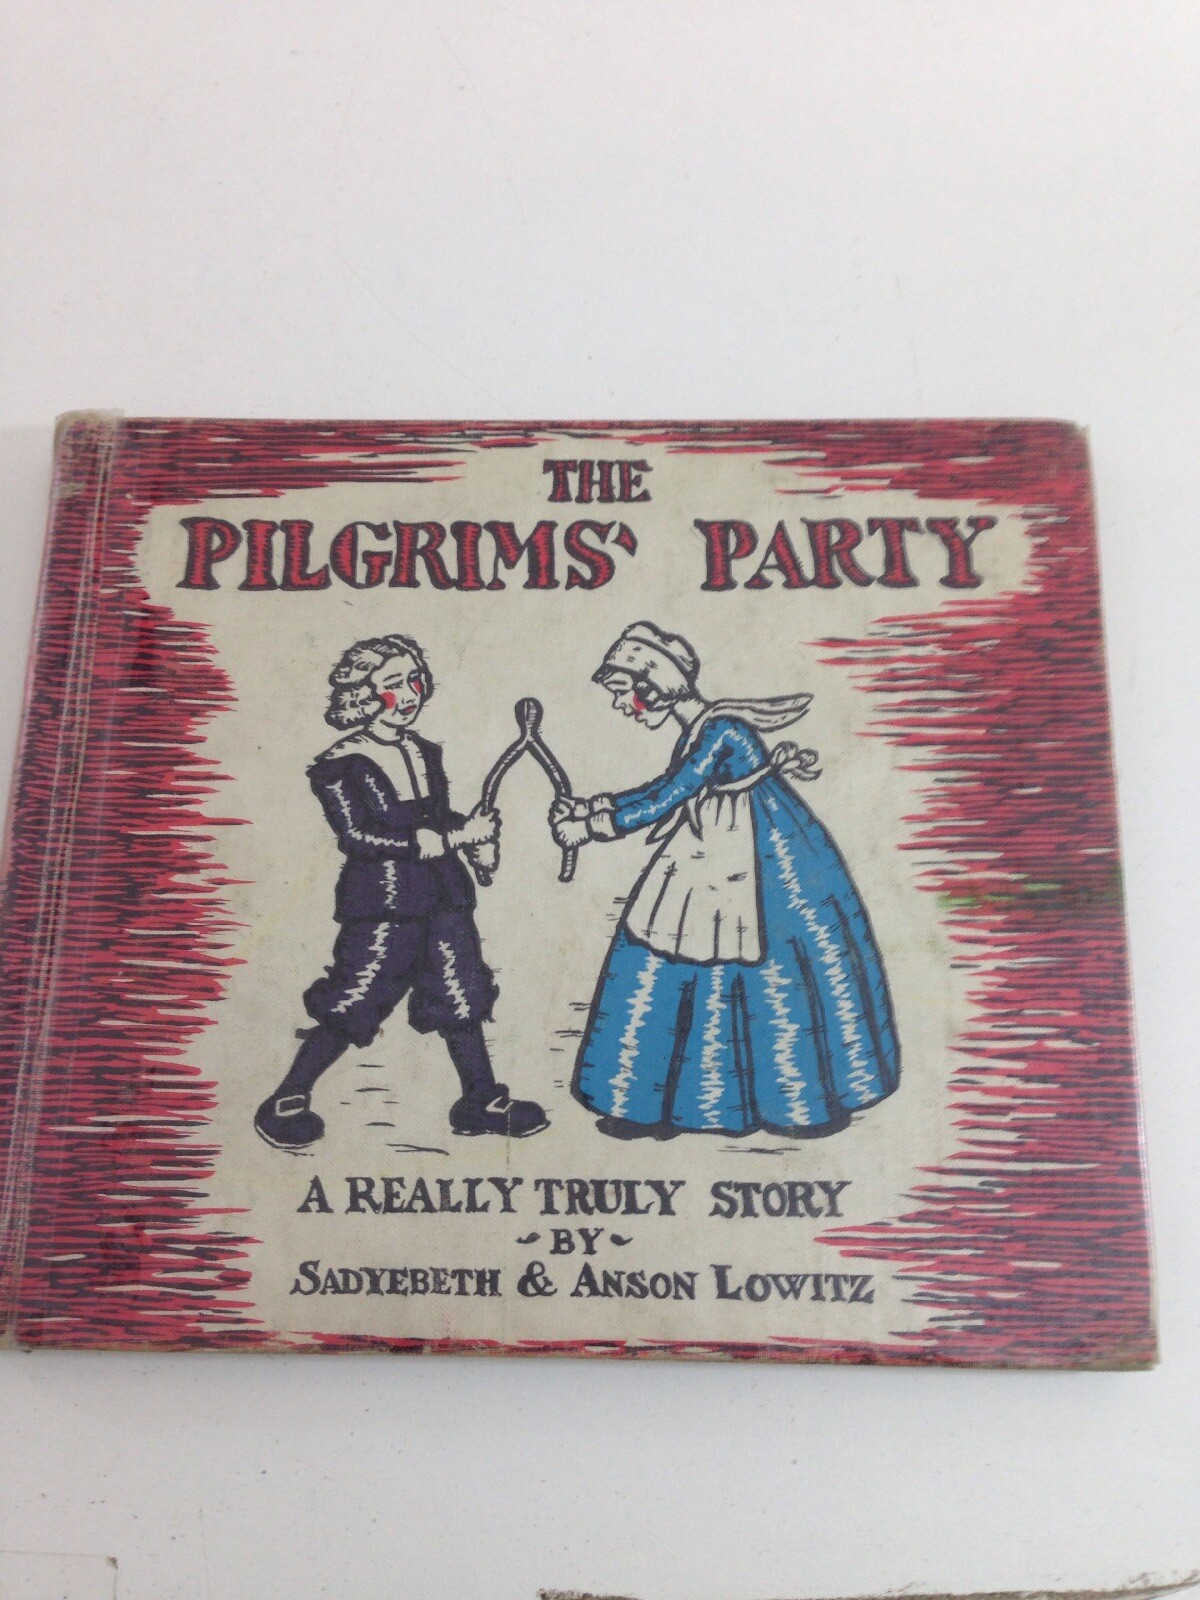 THE
PILGRIMS' PARTY
A REALLY TRULY STORY
- BY -
SADYEBETH & ANSON LOWITZ